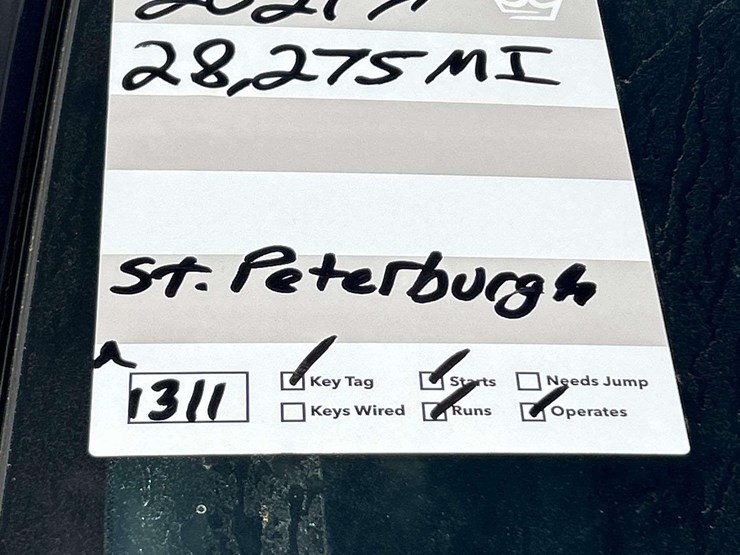 28,275 MI
St. Peterburgh
1311
Key Tag
Starts
Needs Jump
Keys Wired
Runs
Operates